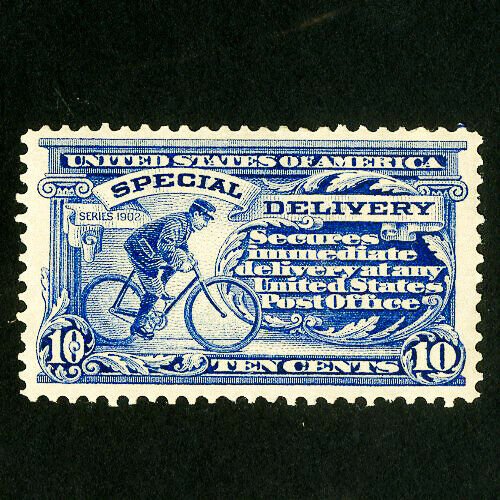 UNITED STATES OF AMERICA
SPECIAL
DELIVERY
SERIES 1902
Secures
immediate
delivery at any
United States
Post Office
10 TEN CENTS 10